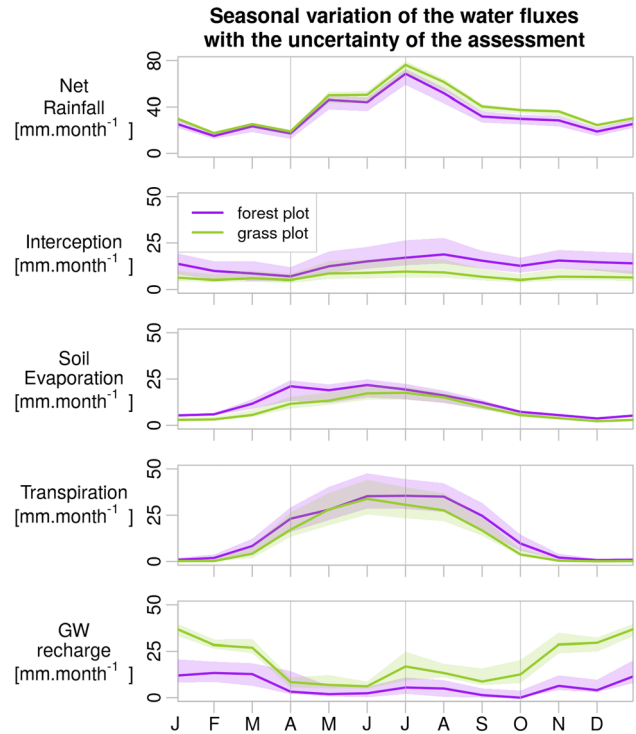 Seasonal variation of the water fluxes
with the uncertainty of the assessment
Net
Rainfall
[mm.month⁻¹ ]
0 40 80
Interception
[mm.month⁻¹ ]
0 25 50
forest plot
grass plot
Soil
Evaporation
[mm.month⁻¹ ]
0 25 50
Transpiration
[mm.month⁻¹ ]
0 25 50
GW
recharge
[mm.month⁻¹ ]
0 25 50
J F M A M J J A S O N D